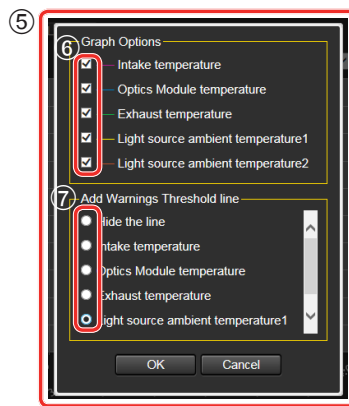 ⑤
⑥
Graph Options
Intake temperature
Optics Module temperature
Exhaust temperature
Light source ambient temperature1
Light source ambient temperature2
⑦
Add Warnings Threshold line
Hide the line
Intake temperature
Optics Module temperature
Exhaust temperature
Light source ambient temperature1
OK Cancel